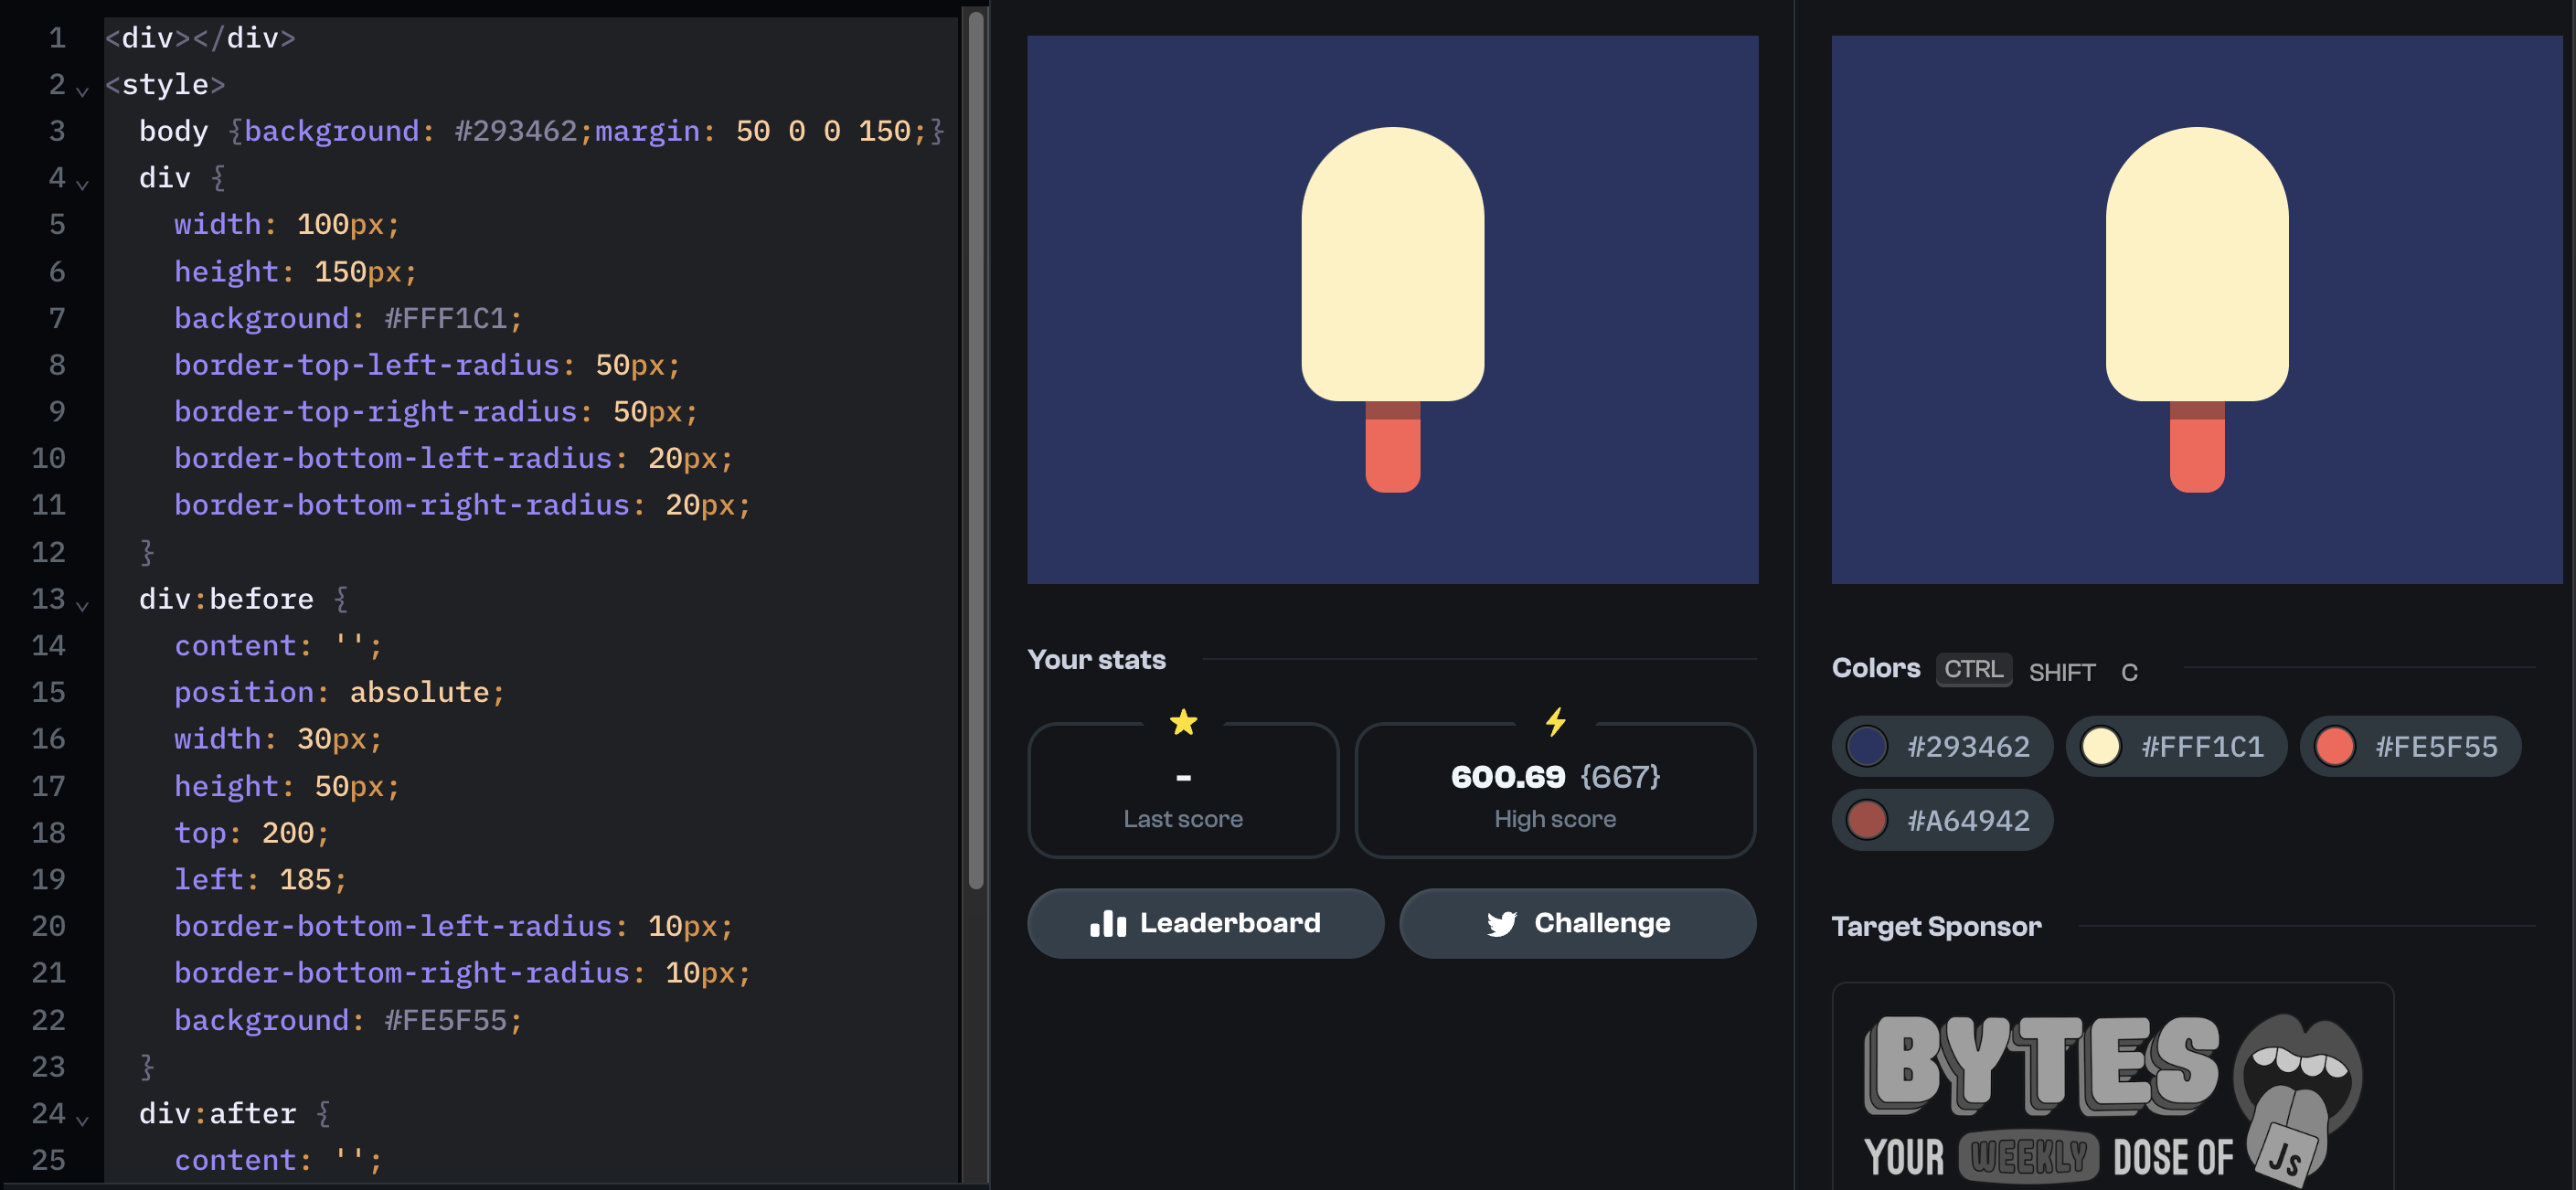 1 <div></div>
2 <style>
3 body {background: #293462;margin: 50 0 0 150;}
4 div {
5 width: 100px;
6 height: 150px;
7 background: #FFF1C1;
8 border-top-left-radius: 50px;
9 border-top-right-radius: 50px;
10 border-bottom-left-radius: 20px;
11 border-bottom-right-radius: 20px;
12 }
13 div:before {
14 content: '';
15 position: absolute;
16 width: 30px;
17 height: 50px;
18 top: 200;
19 left: 185;
20 border-bottom-left-radius: 10px;
21 border-bottom-right-radius: 10px;
22 background: #FE5F55;
23 }
24 div:after {
25 content: '';
Your stats
-
Last score
600.69 {667}
High score
Leaderboard
Challenge
Colors CTRL SHIFT C
#293462 #FFF1C1 #FE5F55
#A64942
Target Sponsor
BYTES
YOUR WEEKLY DOSE OF
JS